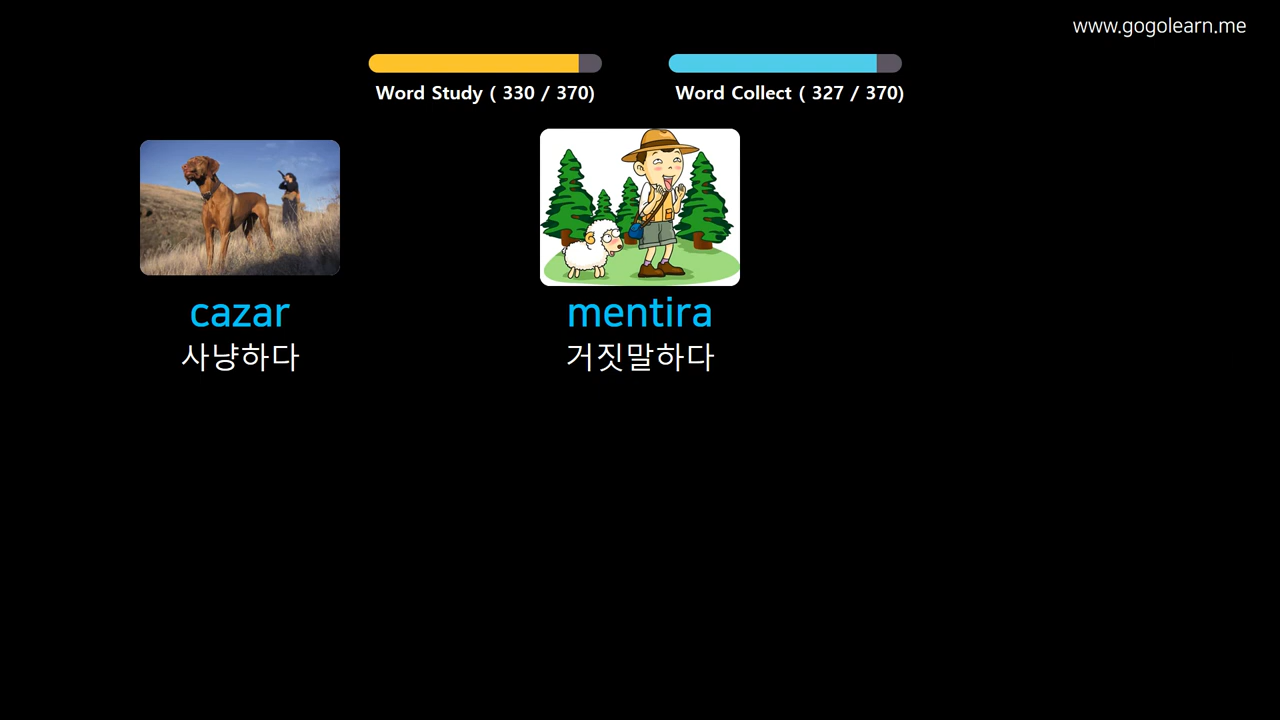 www.gogolearn.me
Word Study ( 330 / 370)
Word Collect ( 327 / 370)
cazar
사냥하다
mentira
거짓말하다